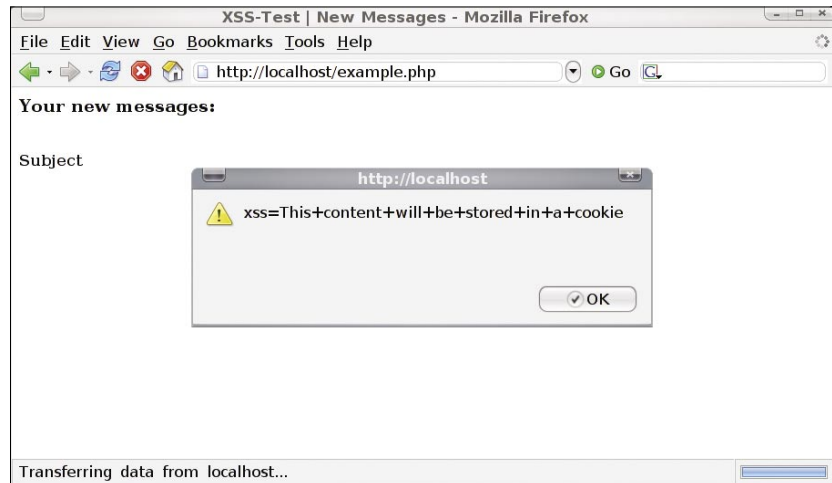 XSS-Test | New Messages - Mozilla Firefox
File Edit View Go Bookmarks Tools Help
http://localhost/example.php Go G
Your new messages:
Subject
http://localhost
xss=This+content+will+be+stored+in+a+cookie
OK
Transferring data from localhost...